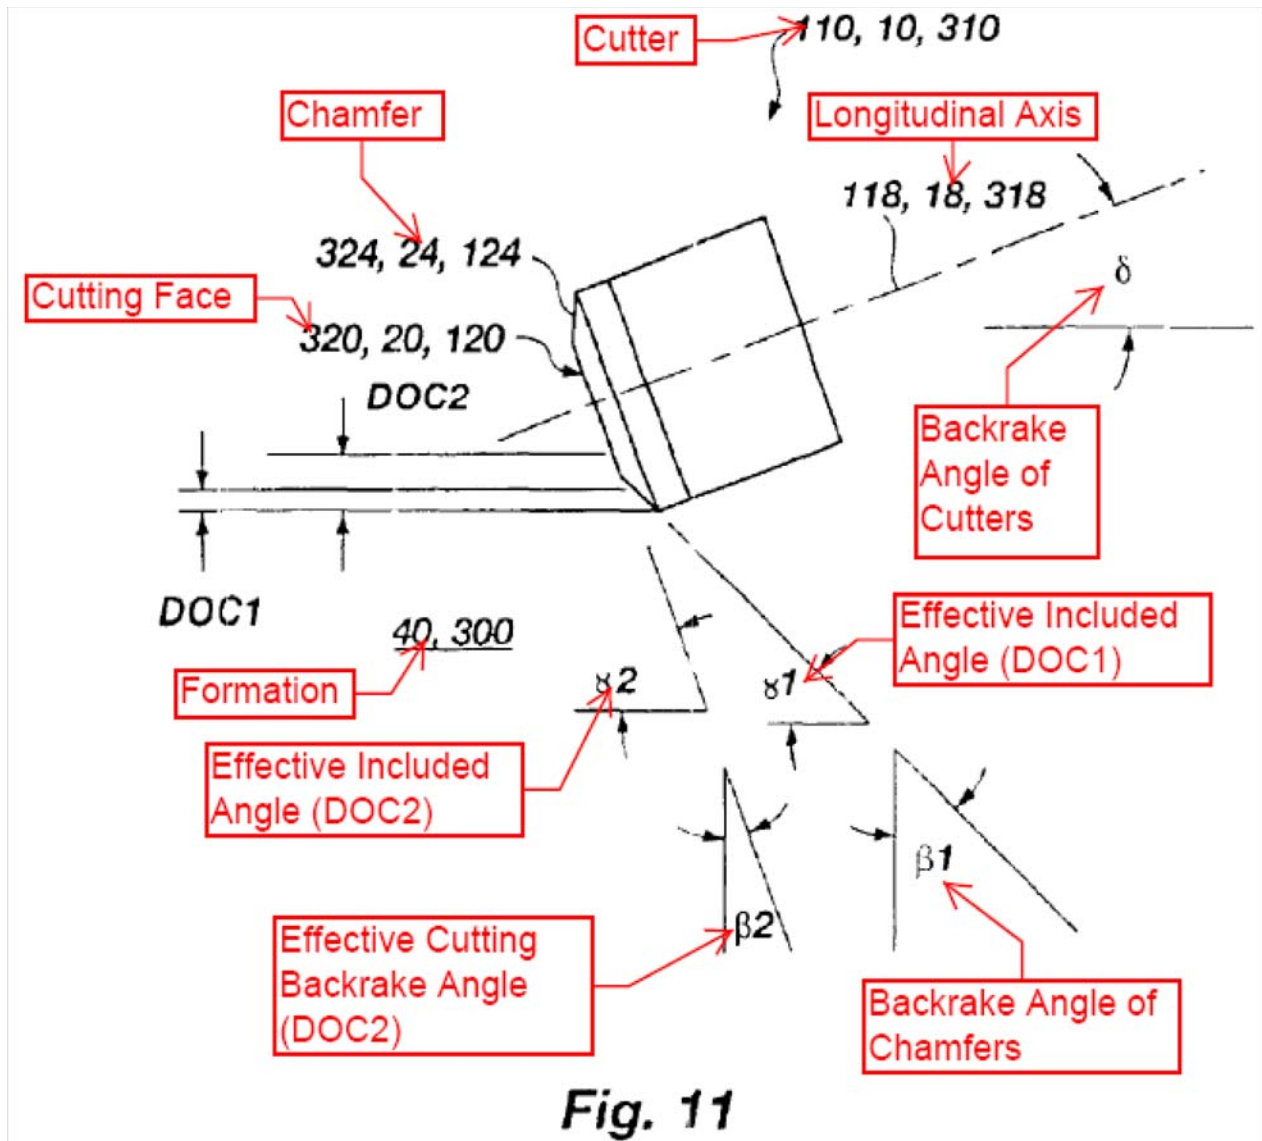 Cutter
110, 10, 310
Chamfer
Longitudinal Axis
118, 18, 318
324, 24, 124
Cutting Face
320, 20, 120
δ
DOC2
Backrake
Angle of
Cutters
DOC1
40, 300
Effective Included
Angle (DOC1)
Formation
γ2
γ1
Effective Included
Angle (DOC2)
β1
β2
Effective Cutting
Backrake Angle
(DOC2)
Backrake Angle of
Chamfers
Fig. 11